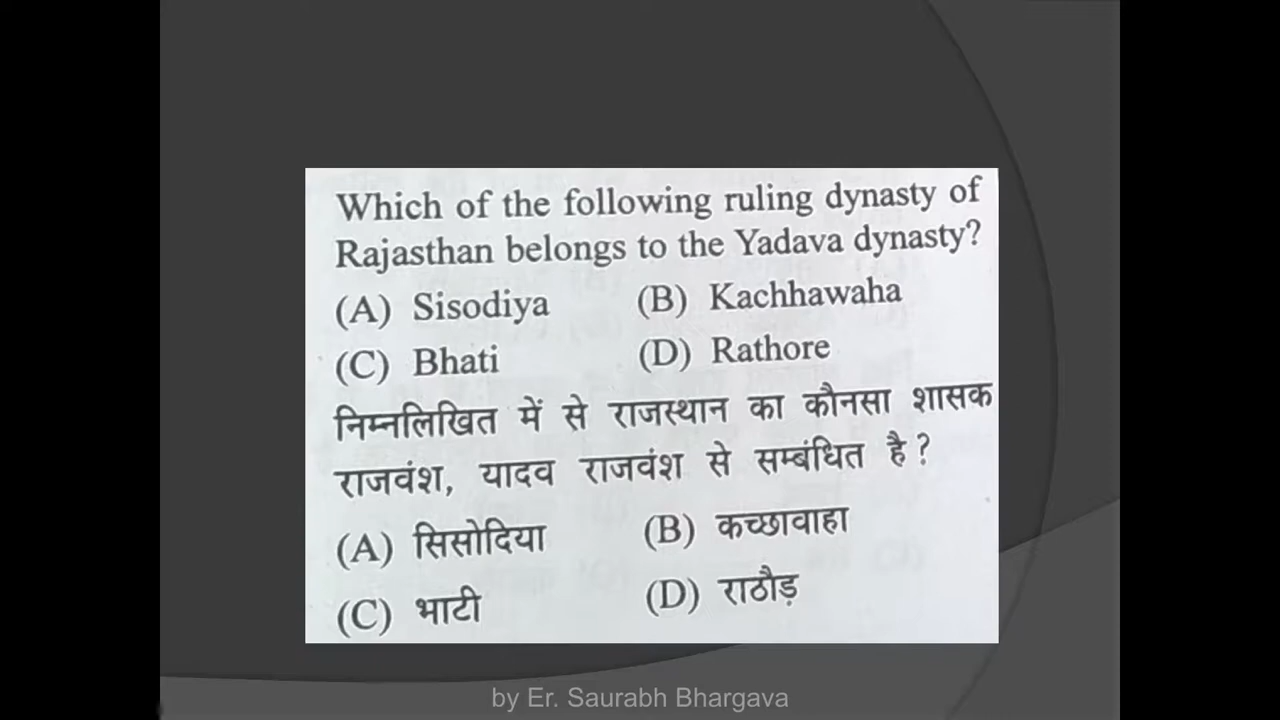 Which of the following ruling dynasty of
Rajasthan belongs to the Yadava dynasty?
(A) Sisodiya (B) Kachhawaha
(C) Bhati (D) Rathore
निम्नलिखित में से राजस्थान का कौनसा शासक
राजवंश, यादव राजवंश से सम्बंधित है ?
(A) सिसोदिया (B) कच्छावाहा
(C) भाटी (D) राठौड़
by Er. Saurabh Bhargava